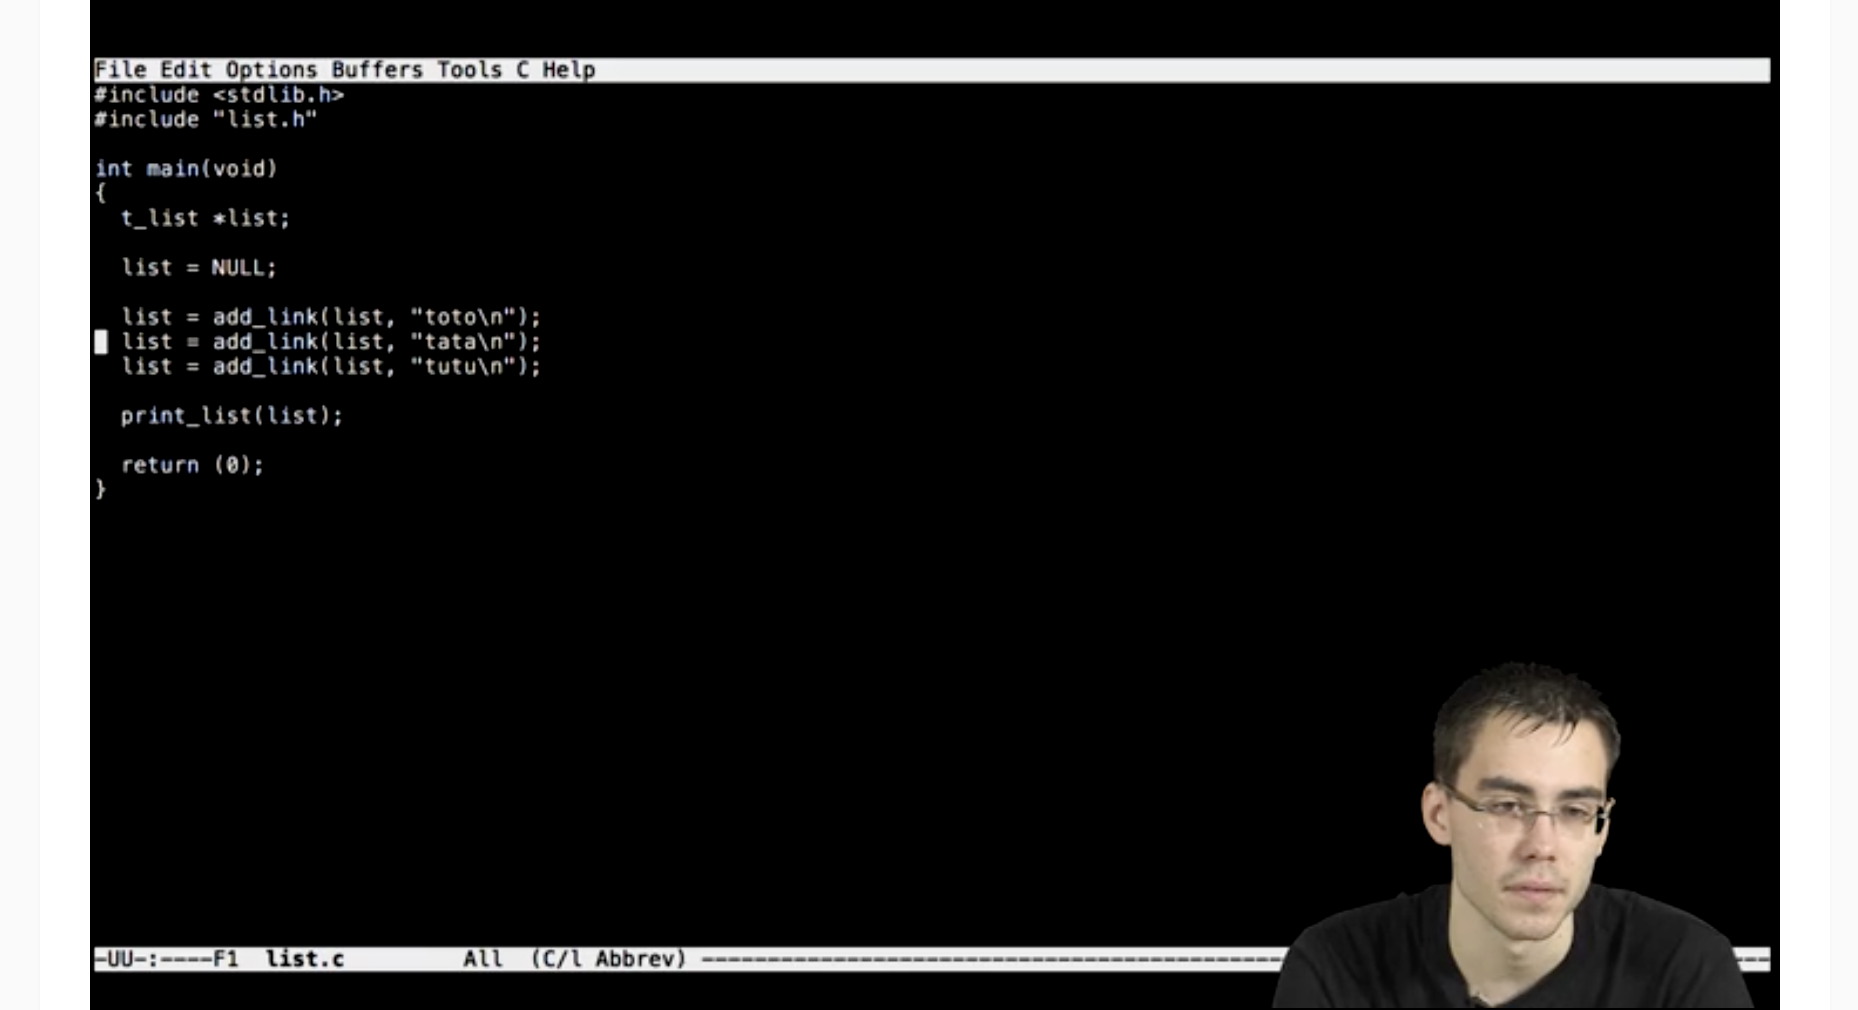 File Edit Options Buffers Tools C Help
#include <stdlib.h>
#include "list.h"
int main(void)
{
t_list *list;
list = NULL;
list = add_link(list, "toto\n");
list = add_link(list, "tata\n");
list = add_link(list, "tutu\n");
print_list(list);
return (0);
}
-UU-:----F1 list.c All (C/l Abbrev) ------------------------------------------------